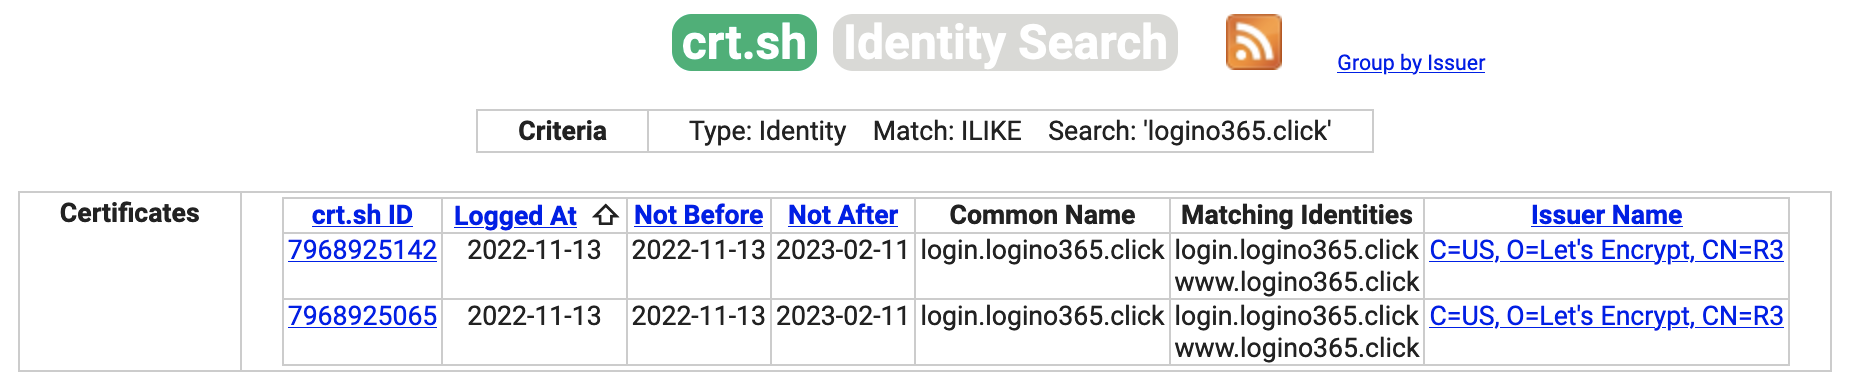 crt.sh Identity Search Group by Issuer
Criteria Type: Identity Match: ILIKE Search: 'logino365.click'
Certificates crt.sh ID Logged At ⇧ Not Before Not After Common Name Matching Identities Issuer Name
7968925142 2022-11-13 2022-11-13 2023-02-11 login.logino365.click login.logino365.click C=US, O=Let's Encrypt, CN=R3
www.logino365.click
7968925065 2022-11-13 2022-11-13 2023-02-11 login.logino365.click login.logino365.click C=US, O=Let's Encrypt, CN=R3
www.logino365.click